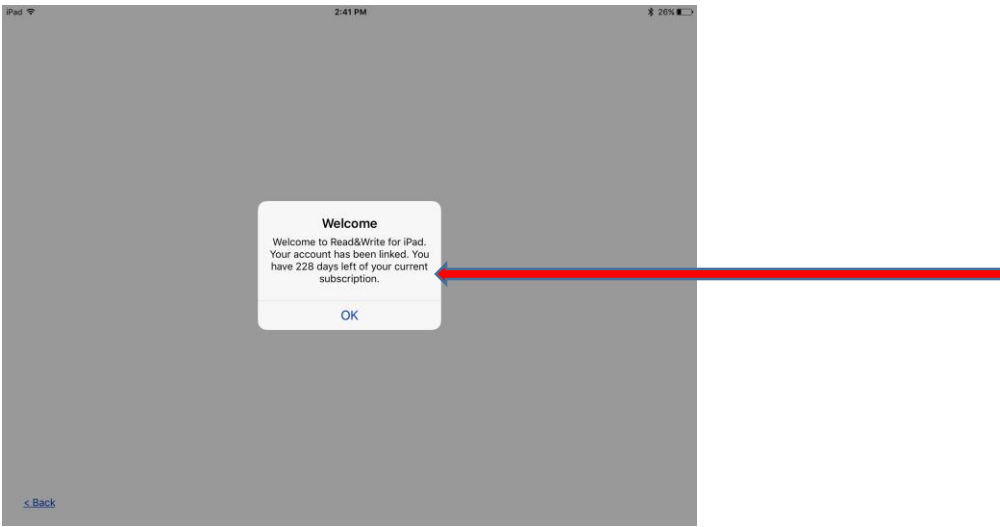 iPad 2:41 PM 26%
Welcome
Welcome to Read&Write for iPad.
Your account has been linked. You
have 228 days left of your current
subscription.
OK
< Back